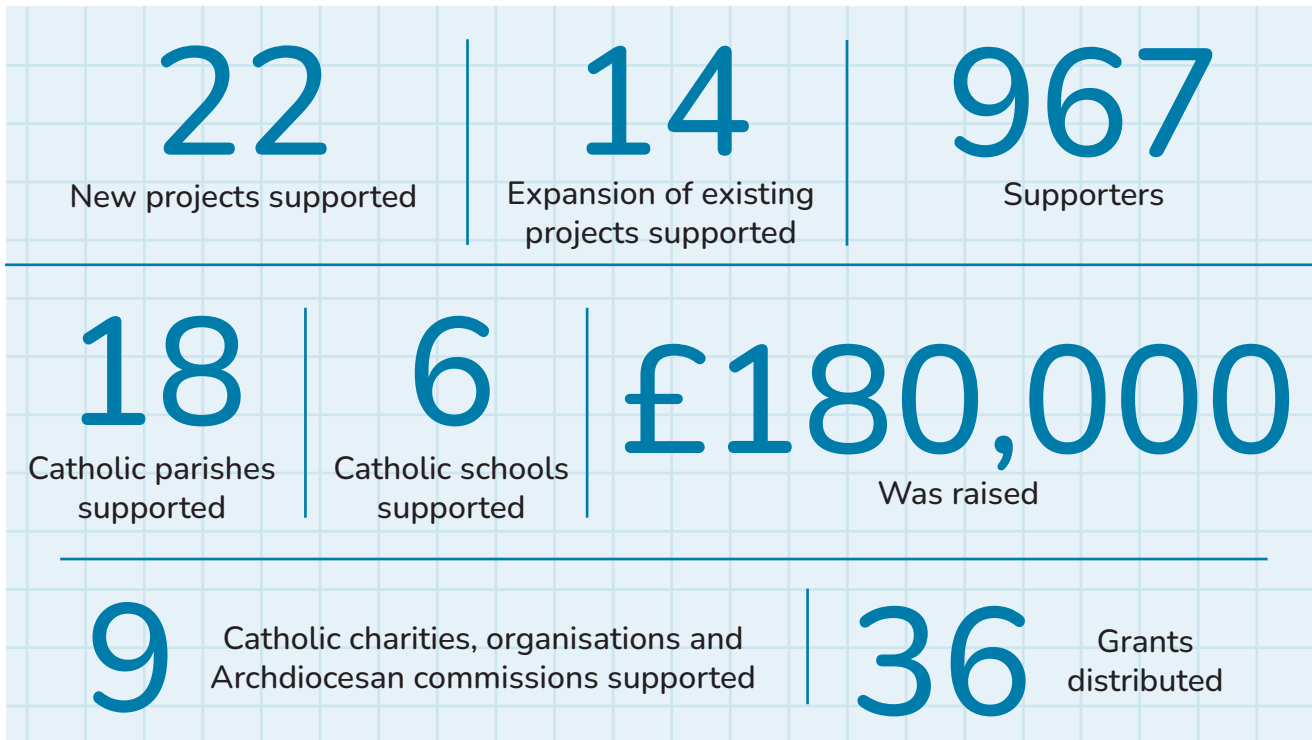 22
New projects supported
14
Expansion of existing
projects supported
967
Supporters
18
Catholic parishes
supported
6
Catholic schools
supported
£180,000
Was raised
9
Catholic charities, organisations and
Archdiocesan commissions supported
36
Grants
distributed